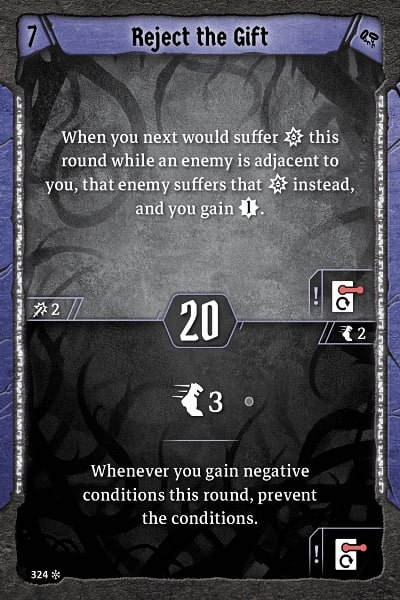 7
Reject the Gift
When you next would suffer this
round while an enemy is adjacent to
you, that enemy suffers that instead,
and you gain 1.
!
2
20
2
3
Whenever you gain negative
conditions this round, prevent
the conditions.
!
324